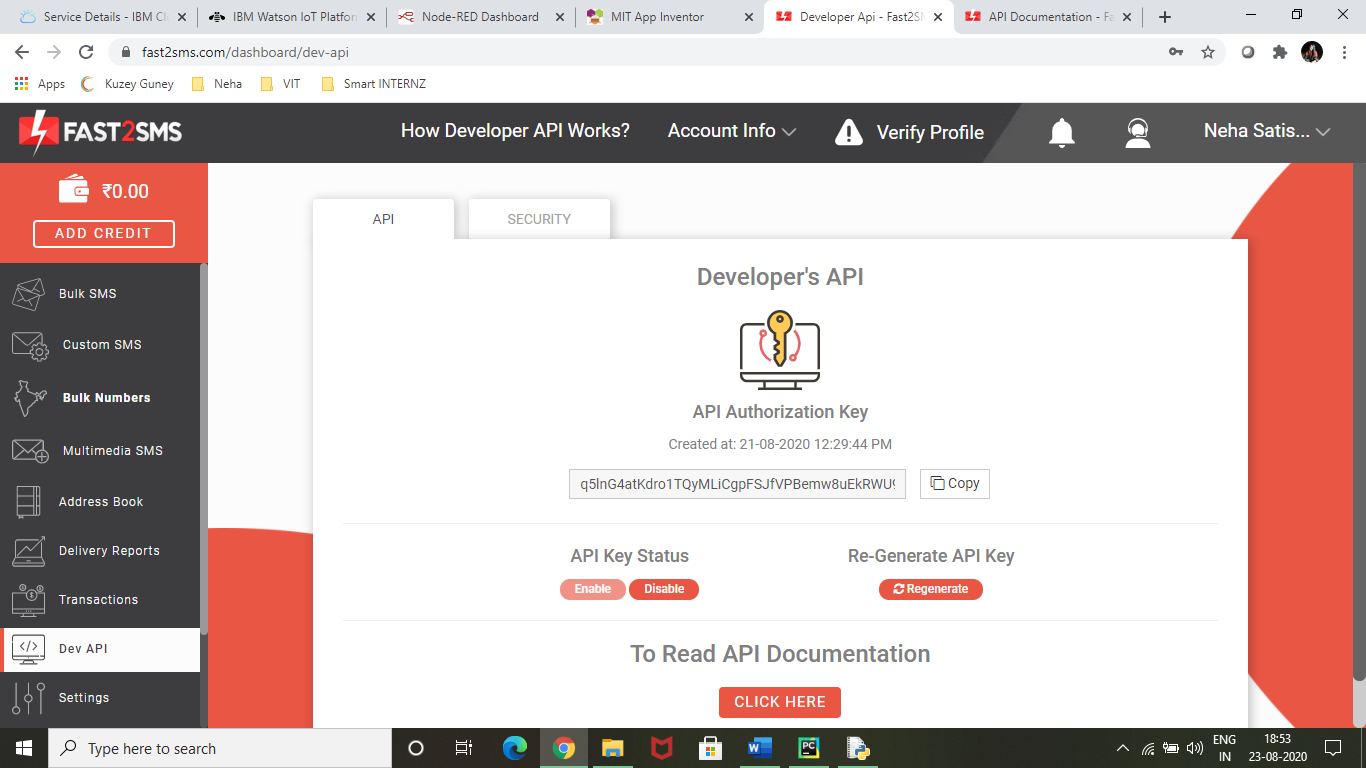 Service Details - IBM Cl
IBM Watson IoT Platfor
Node-RED Dashboard
MIT App Inventor
Developer Api - Fast2SM
API Documentation - Fa
fast2sms.com/dashboard/dev-api
Apps
Kuzey Guney
Neha
VIT
Smart INTERNZ
FAST2SMS
How Developer API Works?
Account Info
Verify Profile
Neha Satis...
₹0.00
ADD CREDIT
Bulk SMS
Custom SMS
Bulk Numbers
Multimedia SMS
Address Book
Delivery Reports
Transactions
Dev API
Settings
API
SECURITY
Developer's API
API Authorization Key
Created at: 21-08-2020 12:29:44 PM
q5lnG4atKdro1TQyMLiCgpFSJfVPBemw8uEkRWU9
Copy
API Key Status
Re-Generate API Key
Enable
Disable
Regenerate
To Read API Documentation
CLICK HERE
Type here to search
ENG
IN
18:53
23-08-2020